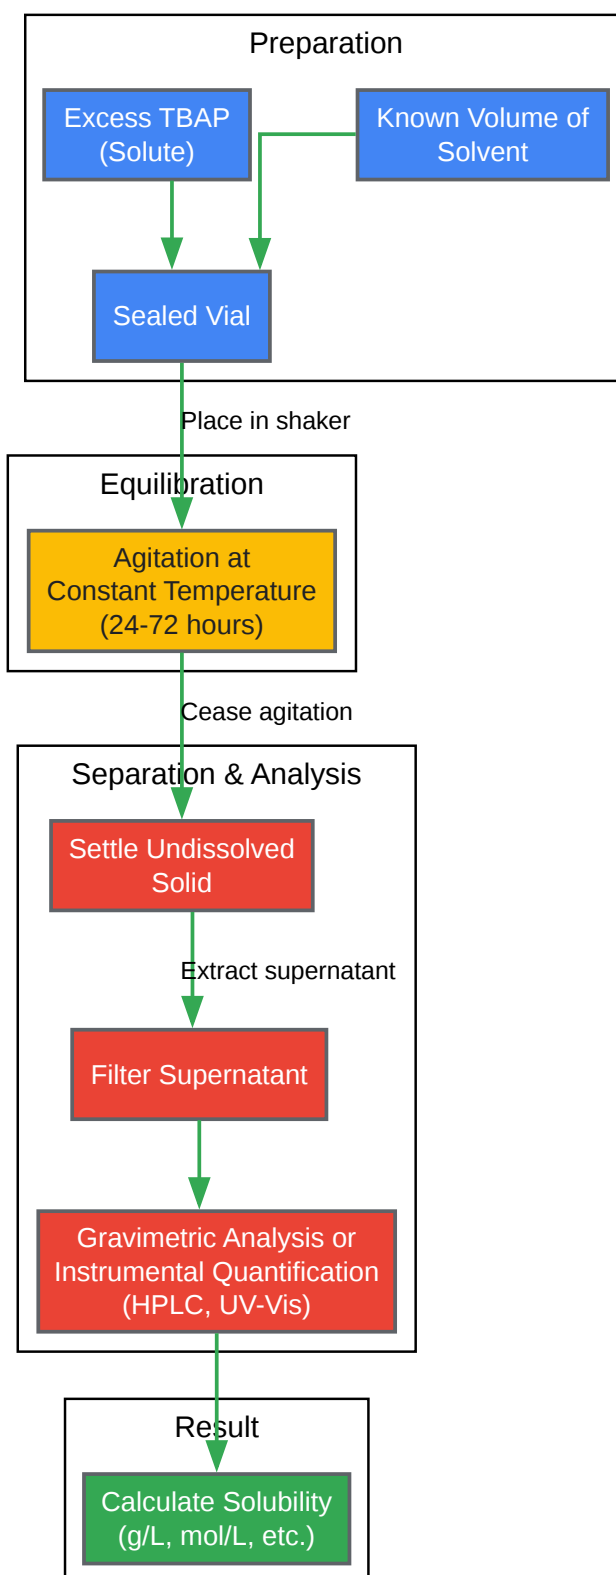 Preparation
Excess TBAP
(Solute)
Known Volume of
Solvent
Sealed Vial
Place in shaker
Equilibration
Agitation at
Constant Temperature
(24-72 hours)
Cease agitation
Separation & Analysis
Settle Undissolved
Solid
Extract supernatant
Filter Supernatant
Gravimetric Analysis or
Instrumental Quantification
(HPLC, UV-Vis)
Result
Calculate Solubility
(g/L, mol/L, etc.)